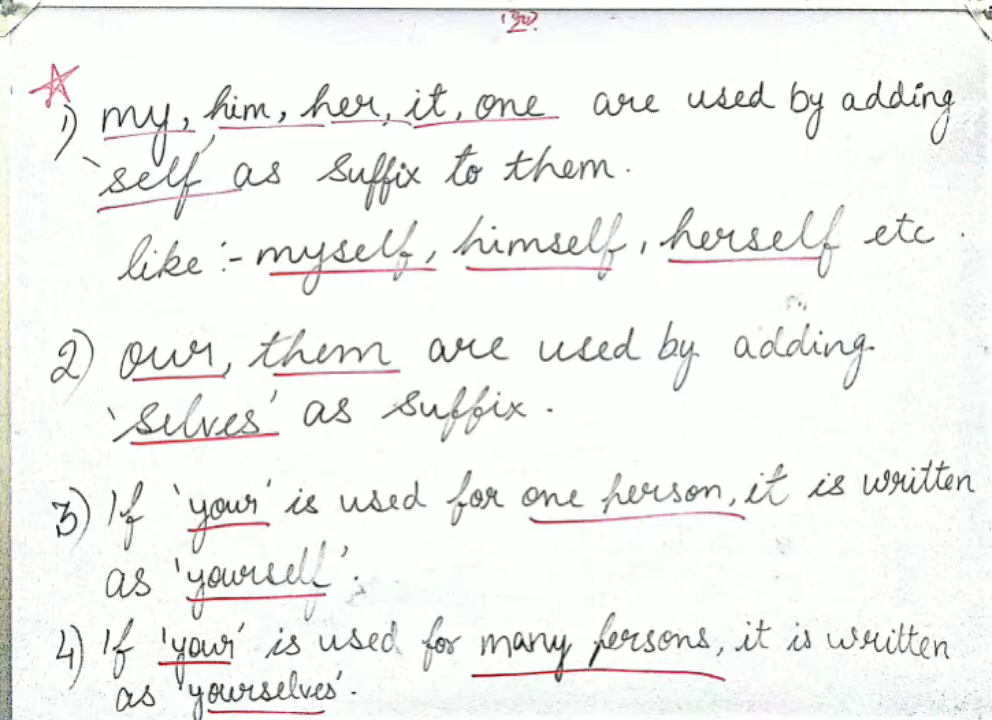 1) my, him, her, it, one are used by adding
'self' as suffix to them.
like :- myself, himself, herself etc.
2) our, them are used by adding
'selves' as suffix.
3) If 'your' is used for one person, it is written
as 'yourself'.
4) If 'your' is used for many persons, it is written
as 'yourselves'.